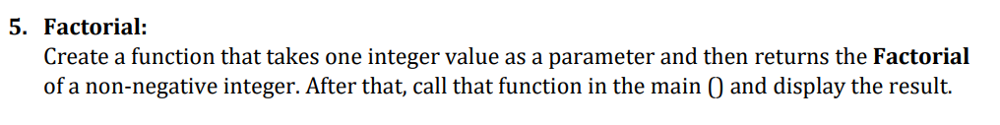 5. Factorial:
Create a function that takes one integer value as a parameter and then returns the Factorial
of a non-negative integer. After that, call that function in the main () and display the result.